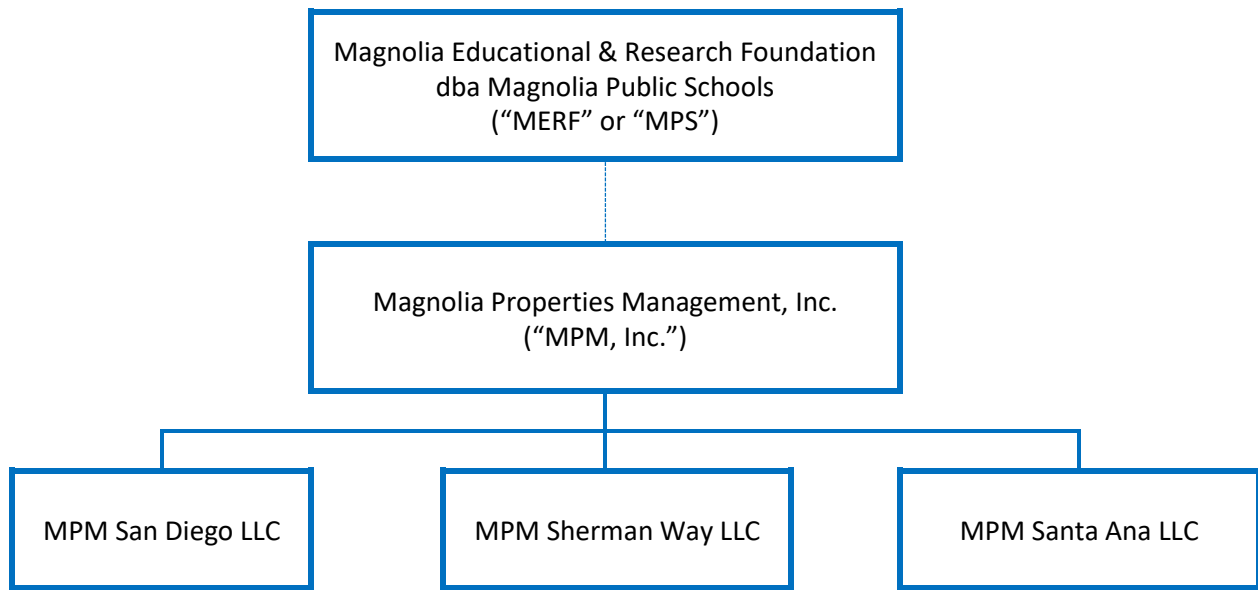 Magnolia Educational & Research Foundation
dba Magnolia Public Schools
(“MERF” or “MPS”)
Magnolia Properties Management, Inc.
(“MPM, Inc.”)
MPM San Diego LLC
MPM Sherman Way LLC
MPM Santa Ana LLC